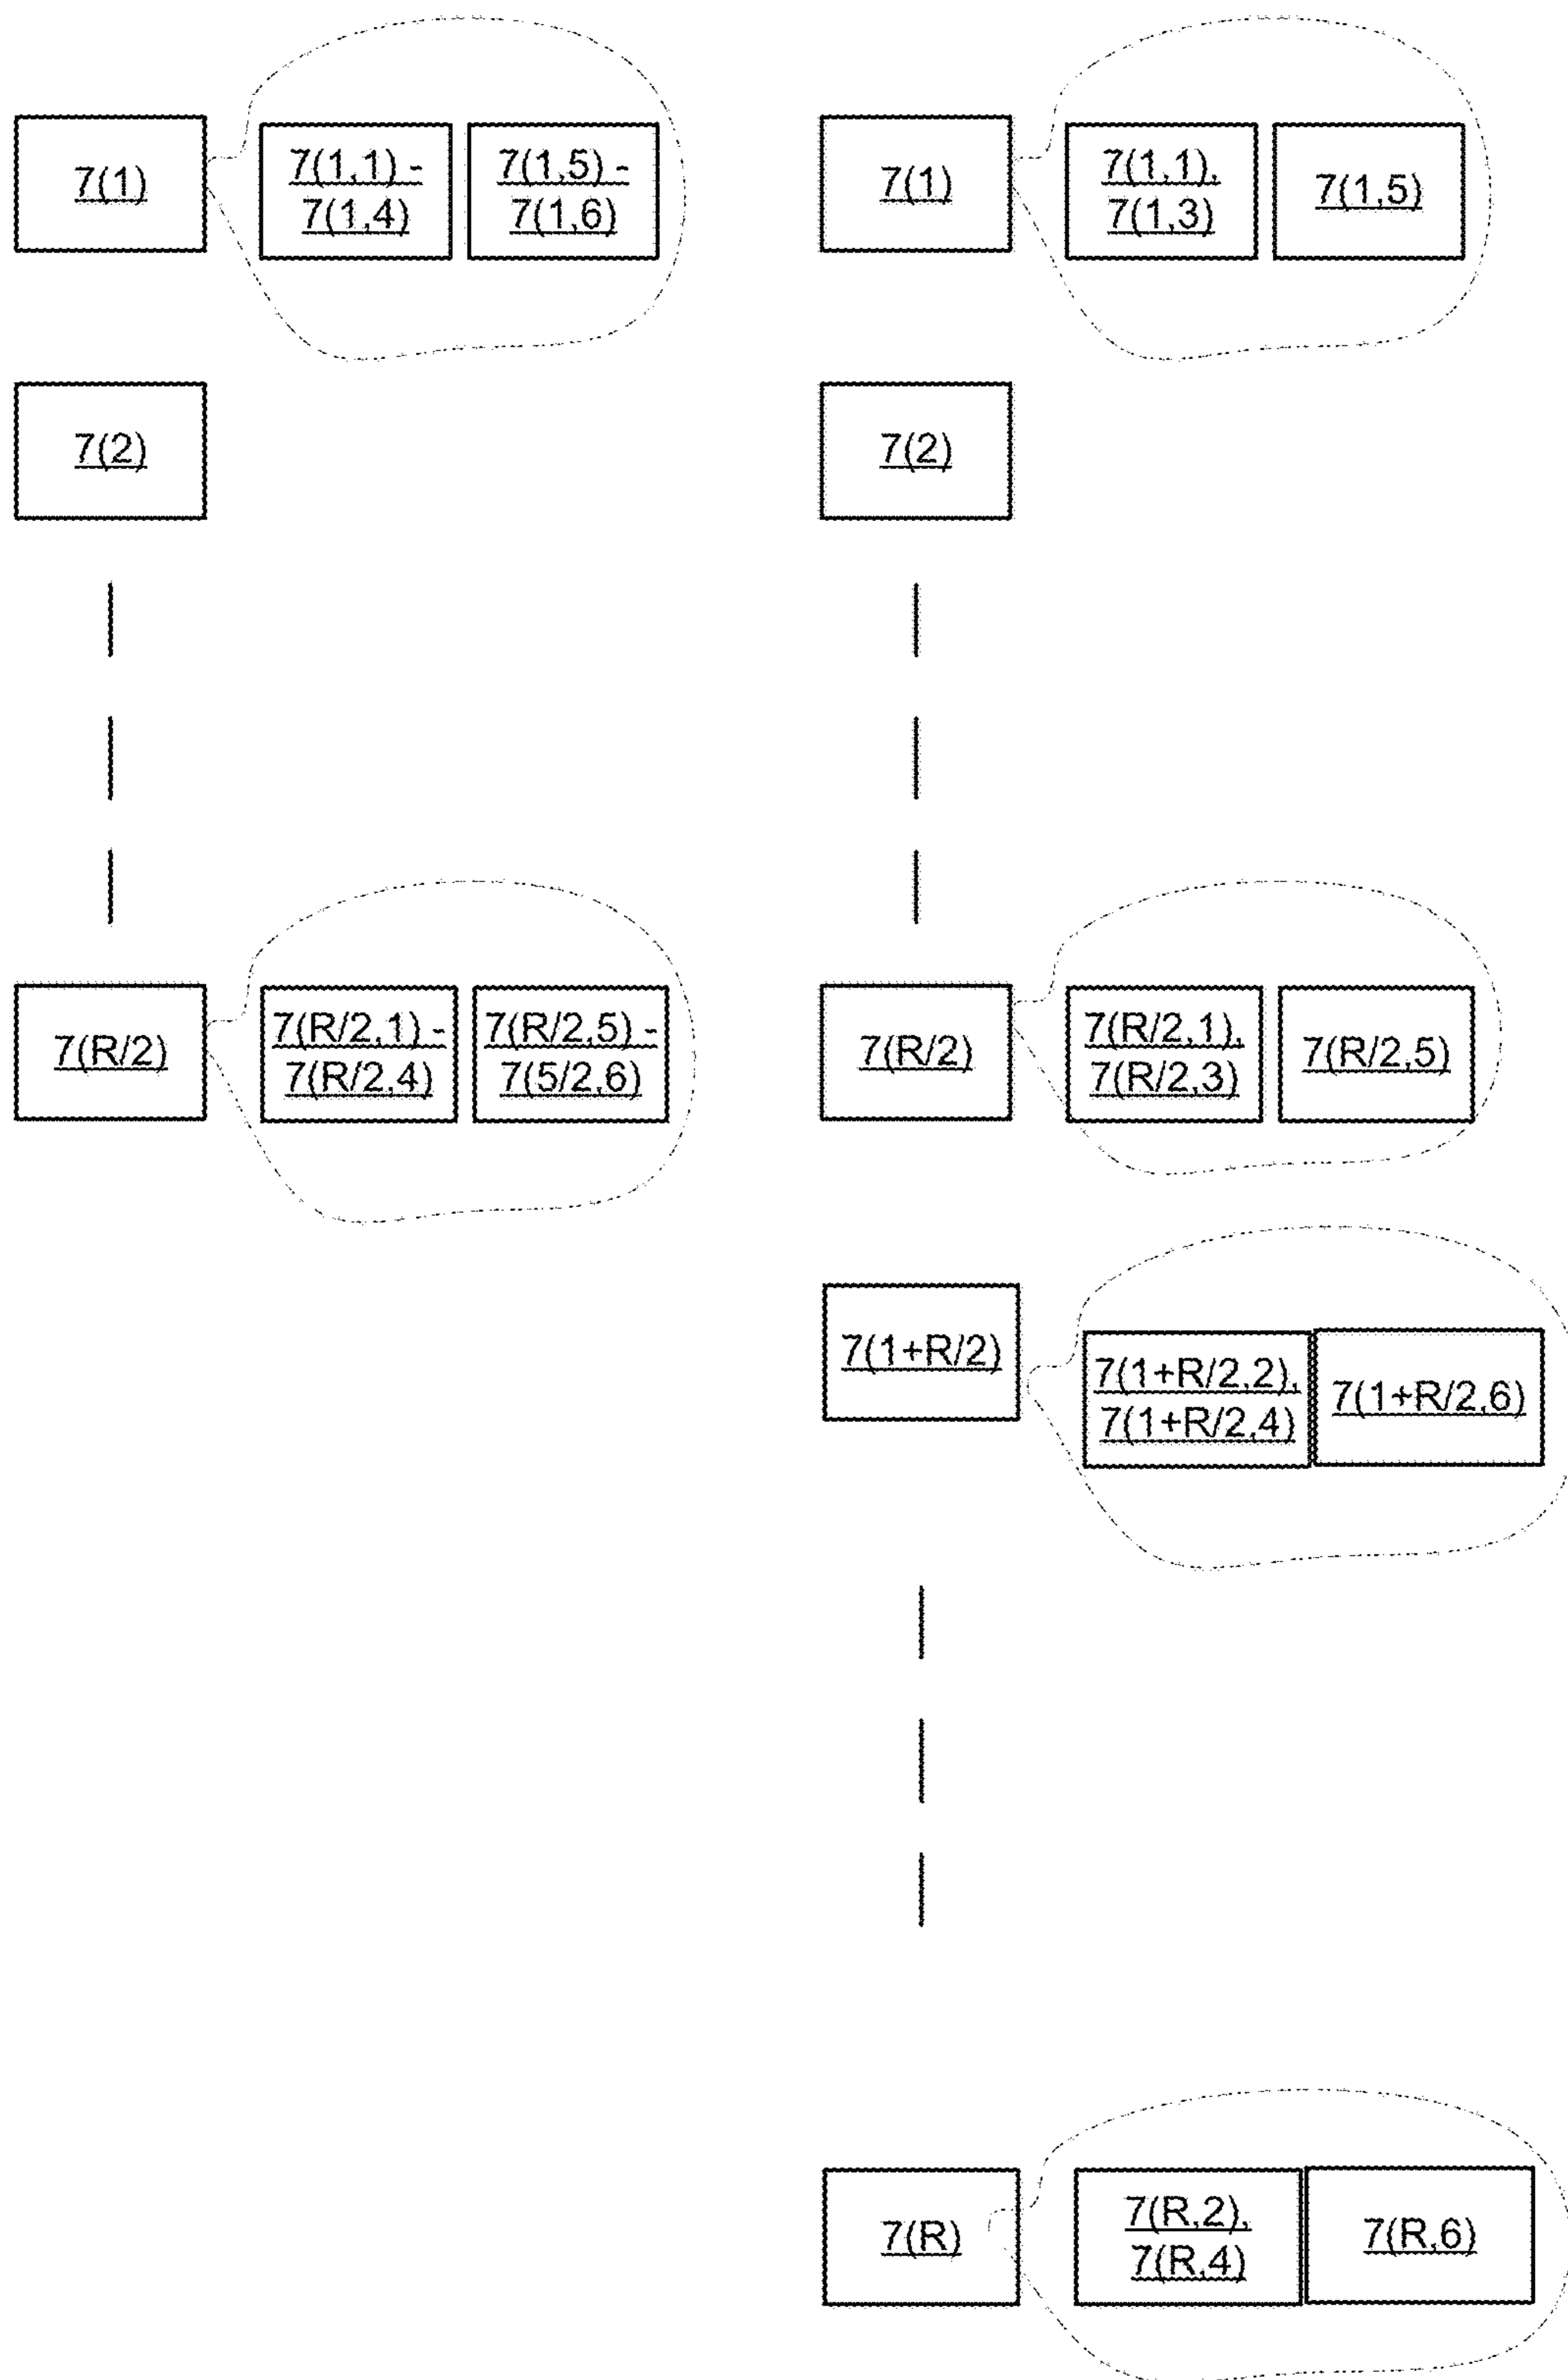 7(1)
7(1,1) -
7(1,4)
7(1,5) -
7(1,6)
7(2)
7(R/2)
7(R/2,1) -
7(R/2,4)
7(R/2,5) -
7(5/2,6)
7(1)
7(1,1),
7(1,3)
7(1,5)
7(2)
7(R/2)
7(R/2,1),
7(R/2,3)
7(R/2,5)
7(1+R/2)
7(1+R/2,2),
7(1+R/2,4)
7(1+R/2,6)
7(R)
7(R,2),
7(R,4)
7(R,6)